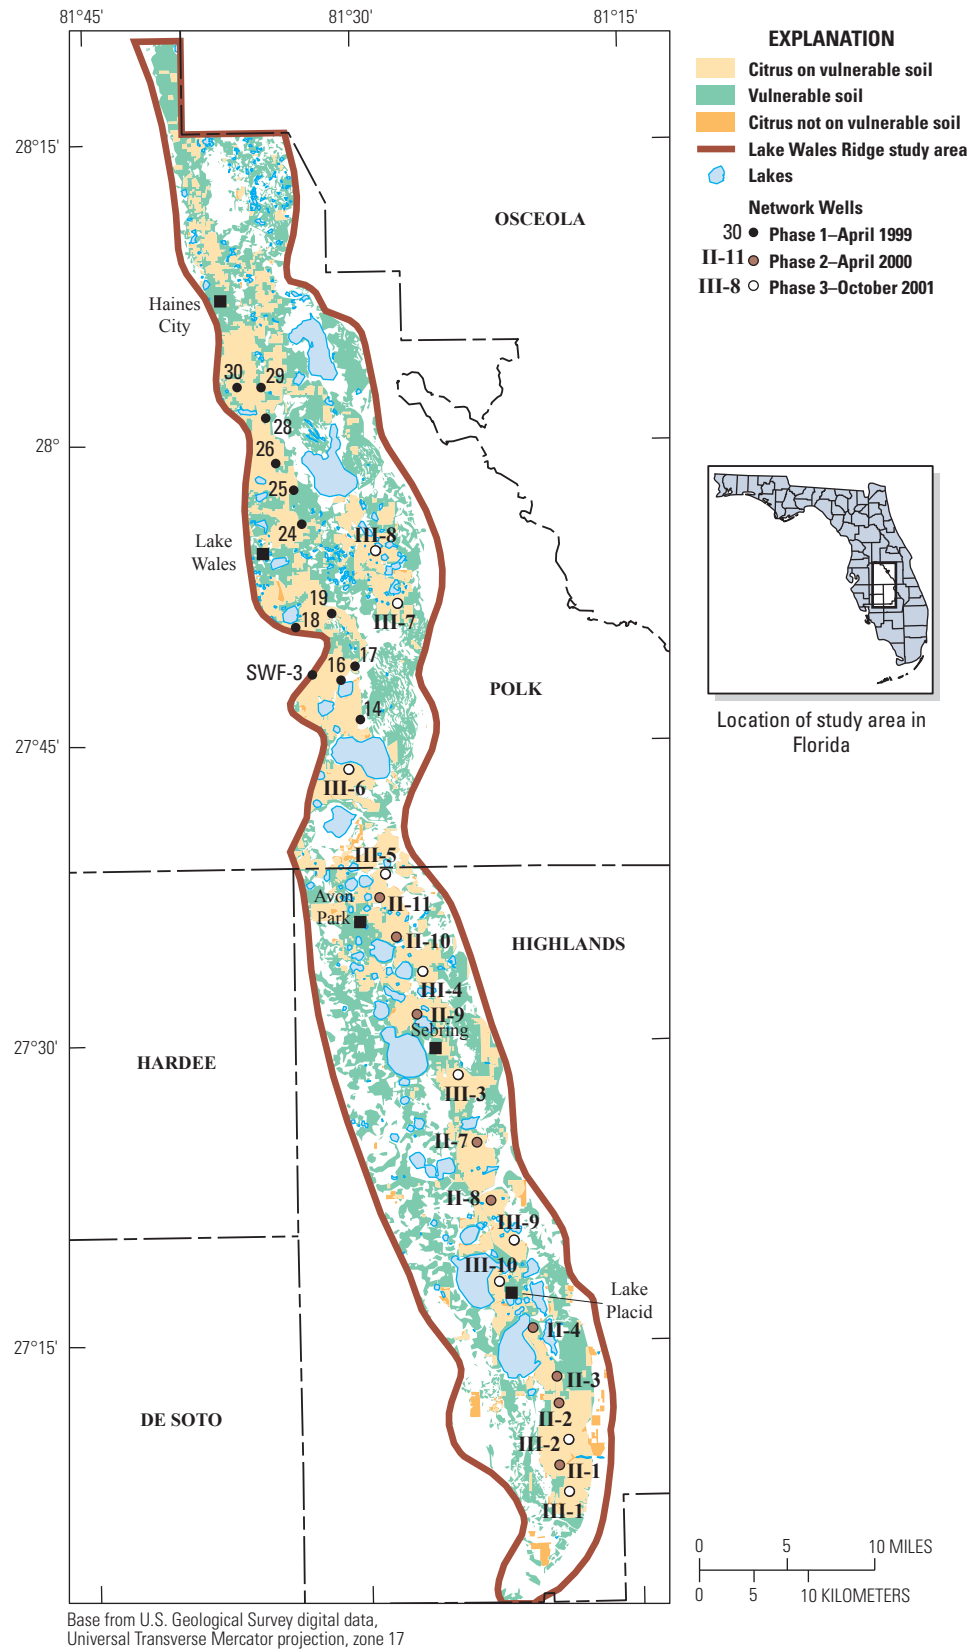 81°45'
81°30'
81°15'
EXPLANATION
Citrus on vulnerable soil
Vulnerable soil
Citrus not on vulnerable soil
Lake Wales Ridge study area
Lakes
Network Wells
30 Phase 1–April 1999
II-11 Phase 2–April 2000
III-8 Phase 3–October 2001
28°15'
OSCEOLA
Haines
City
30
29
28
28°
26
25
24
III-8
Lake
Wales
19
18
III-7
17
16
SWF-3
POLK
14
Location of study area in
Florida
27°45'
III-6
III-5
Avon
Park
II-11
II-10
HIGHLANDS
III-4
II-9
Sebring
27°30'
HARDEE
III-3
II-7
II-8
III-9
III-10
Lake
Placid
II-4
27°15'
II-3
II-2
DE SOTO
III-2
II-1
III-1
0 5 10 MILES
0 5 10 KILOMETERS
Base from U.S. Geological Survey digital data,
Universal Transverse Mercator projection, zone 17